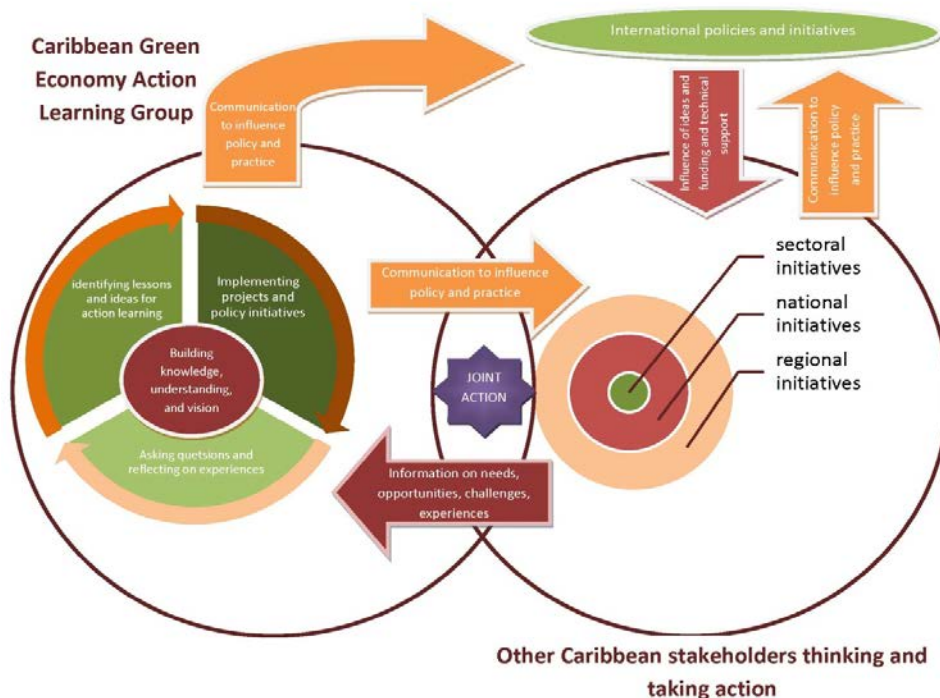 Caribbean Green
Economy Action
Learning Group
International policies and initiatives
Communication
to influence
policy and
practice
Influence of ideas and
funding and technical
support
Communication to
influence policy
and practice
identifying lessons
and ideas for
action learning
Implementing
projects and
policy initiatives
Building
knowledge,
understanding,
and vision
Asking quetsions and
reflecting on experiences
Communication to influence
policy and practice
sectoral
initiatives
national
initiatives
regional
initiatives
JOINT
ACTION
Information on needs,
opportunities, challenges,
experiences
Other Caribbean stakeholders thinking and
taking action